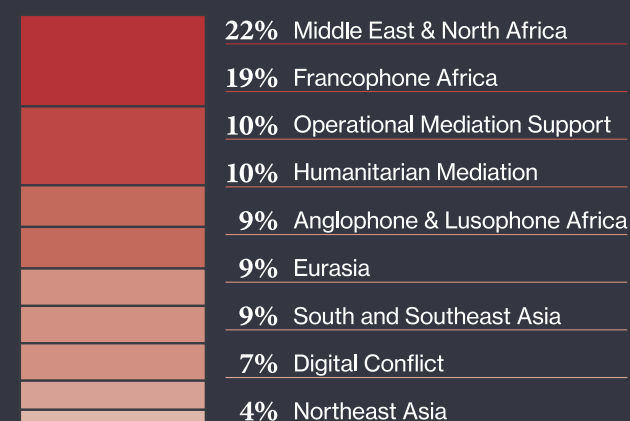 22% Middle East & North Africa
19% Francophone Africa
10% Operational Mediation Support
10% Humanitarian Mediation
9% Anglophone & Lusophone Africa
9% Eurasia
9% South and Southeast Asia
7% Digital Conflict
4% Northeast Asia